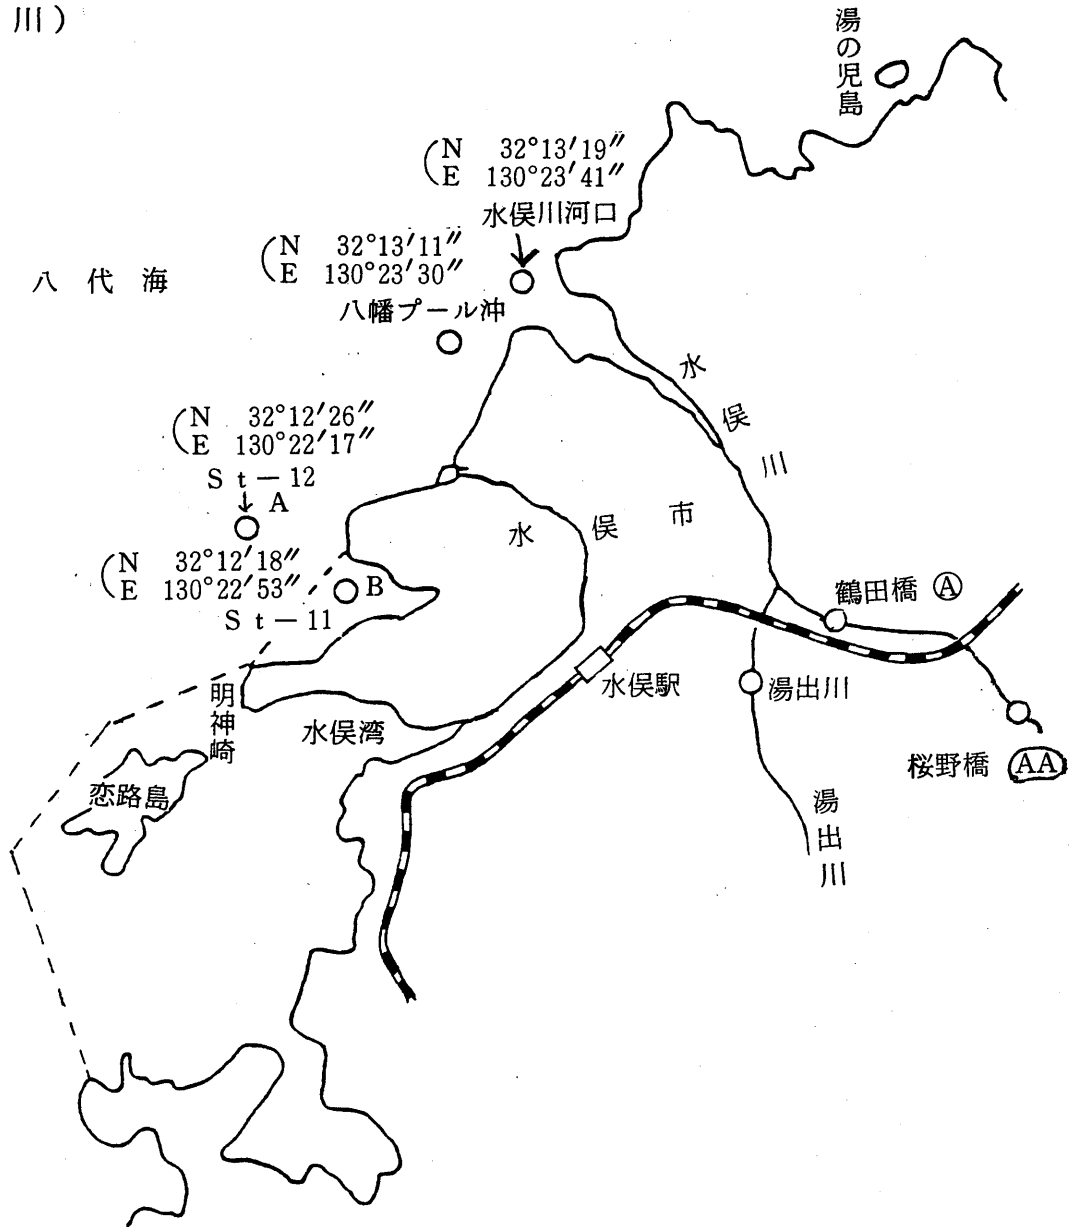 川）
湯の児島
(N 32°13′19″
E 130°23′41″
水俣川河口
(N 32°13′11″
E 130°23′30″
八代海
八幡プール沖
水俣川
(N 32°12′26″
E 130°22′17″
St－12
A
水俣市
(N 32°12′18″
E 130°22′53″
B
St－11
鶴田橋 Ⓐ
水俣駅
湯出川
明神崎
水俣湾
桜野橋 AA
恋路島
湯出川